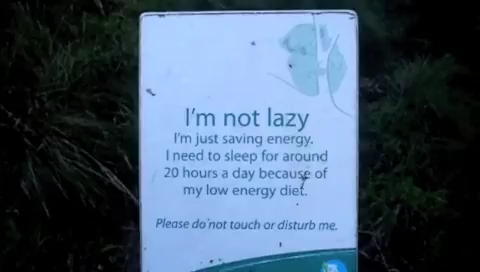 I'm not lazy
I'm just saving energy.
I need to sleep for around
20 hours a day because of
my low energy diet.
Please do not touch or disturb me.